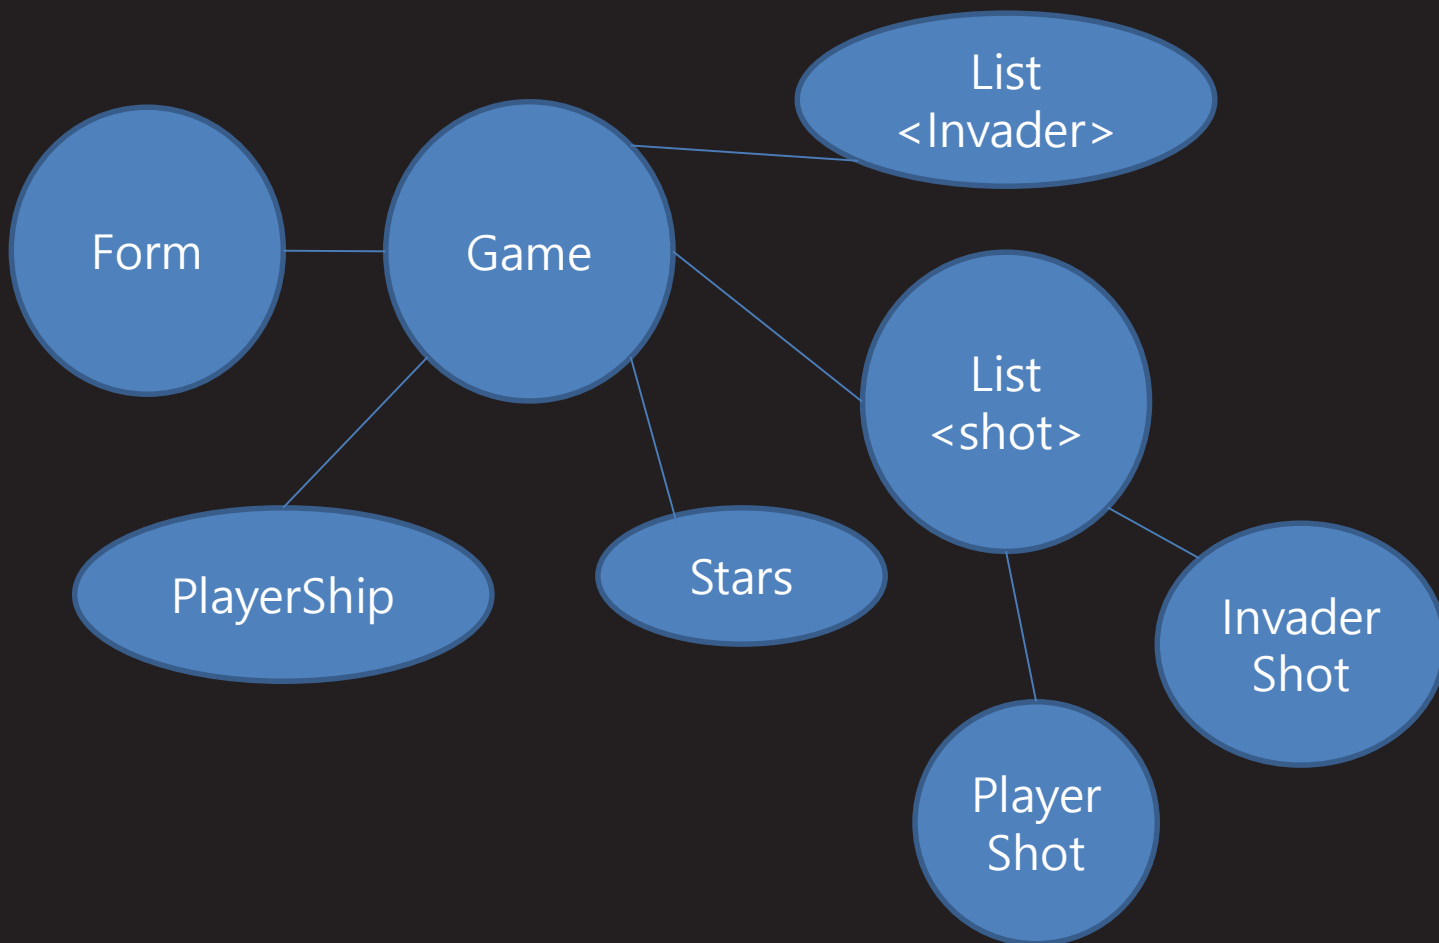 List
<Invader>
Form
Game
List
<shot>
PlayerShip
Stars
Invader
Shot
Player
Shot